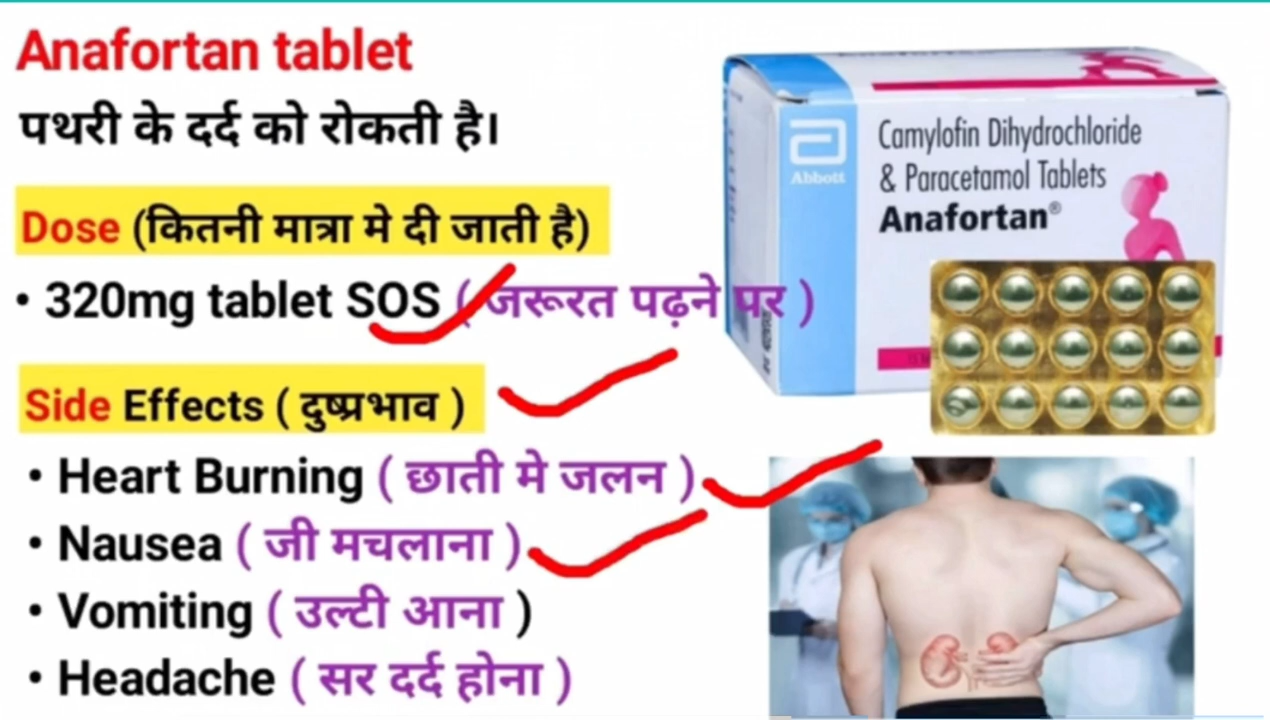 Anafortan tablet
पथरी के दर्द को रोकती है।
Dose (कितनी मात्रा मे दी जाती है)
• 320mg tablet SOS ( जरूरत पढ़ने पर )
Side Effects ( दुष्प्रभाव )
• Heart Burning ( छाती मे जलन )
• Nausea ( जी मचलाना )
• Vomiting ( उल्टी आना )
• Headache ( सर दर्द होना )
Abbott
Camylofin Dihydrochloride
& Paracetamol Tablets
Anafortan®